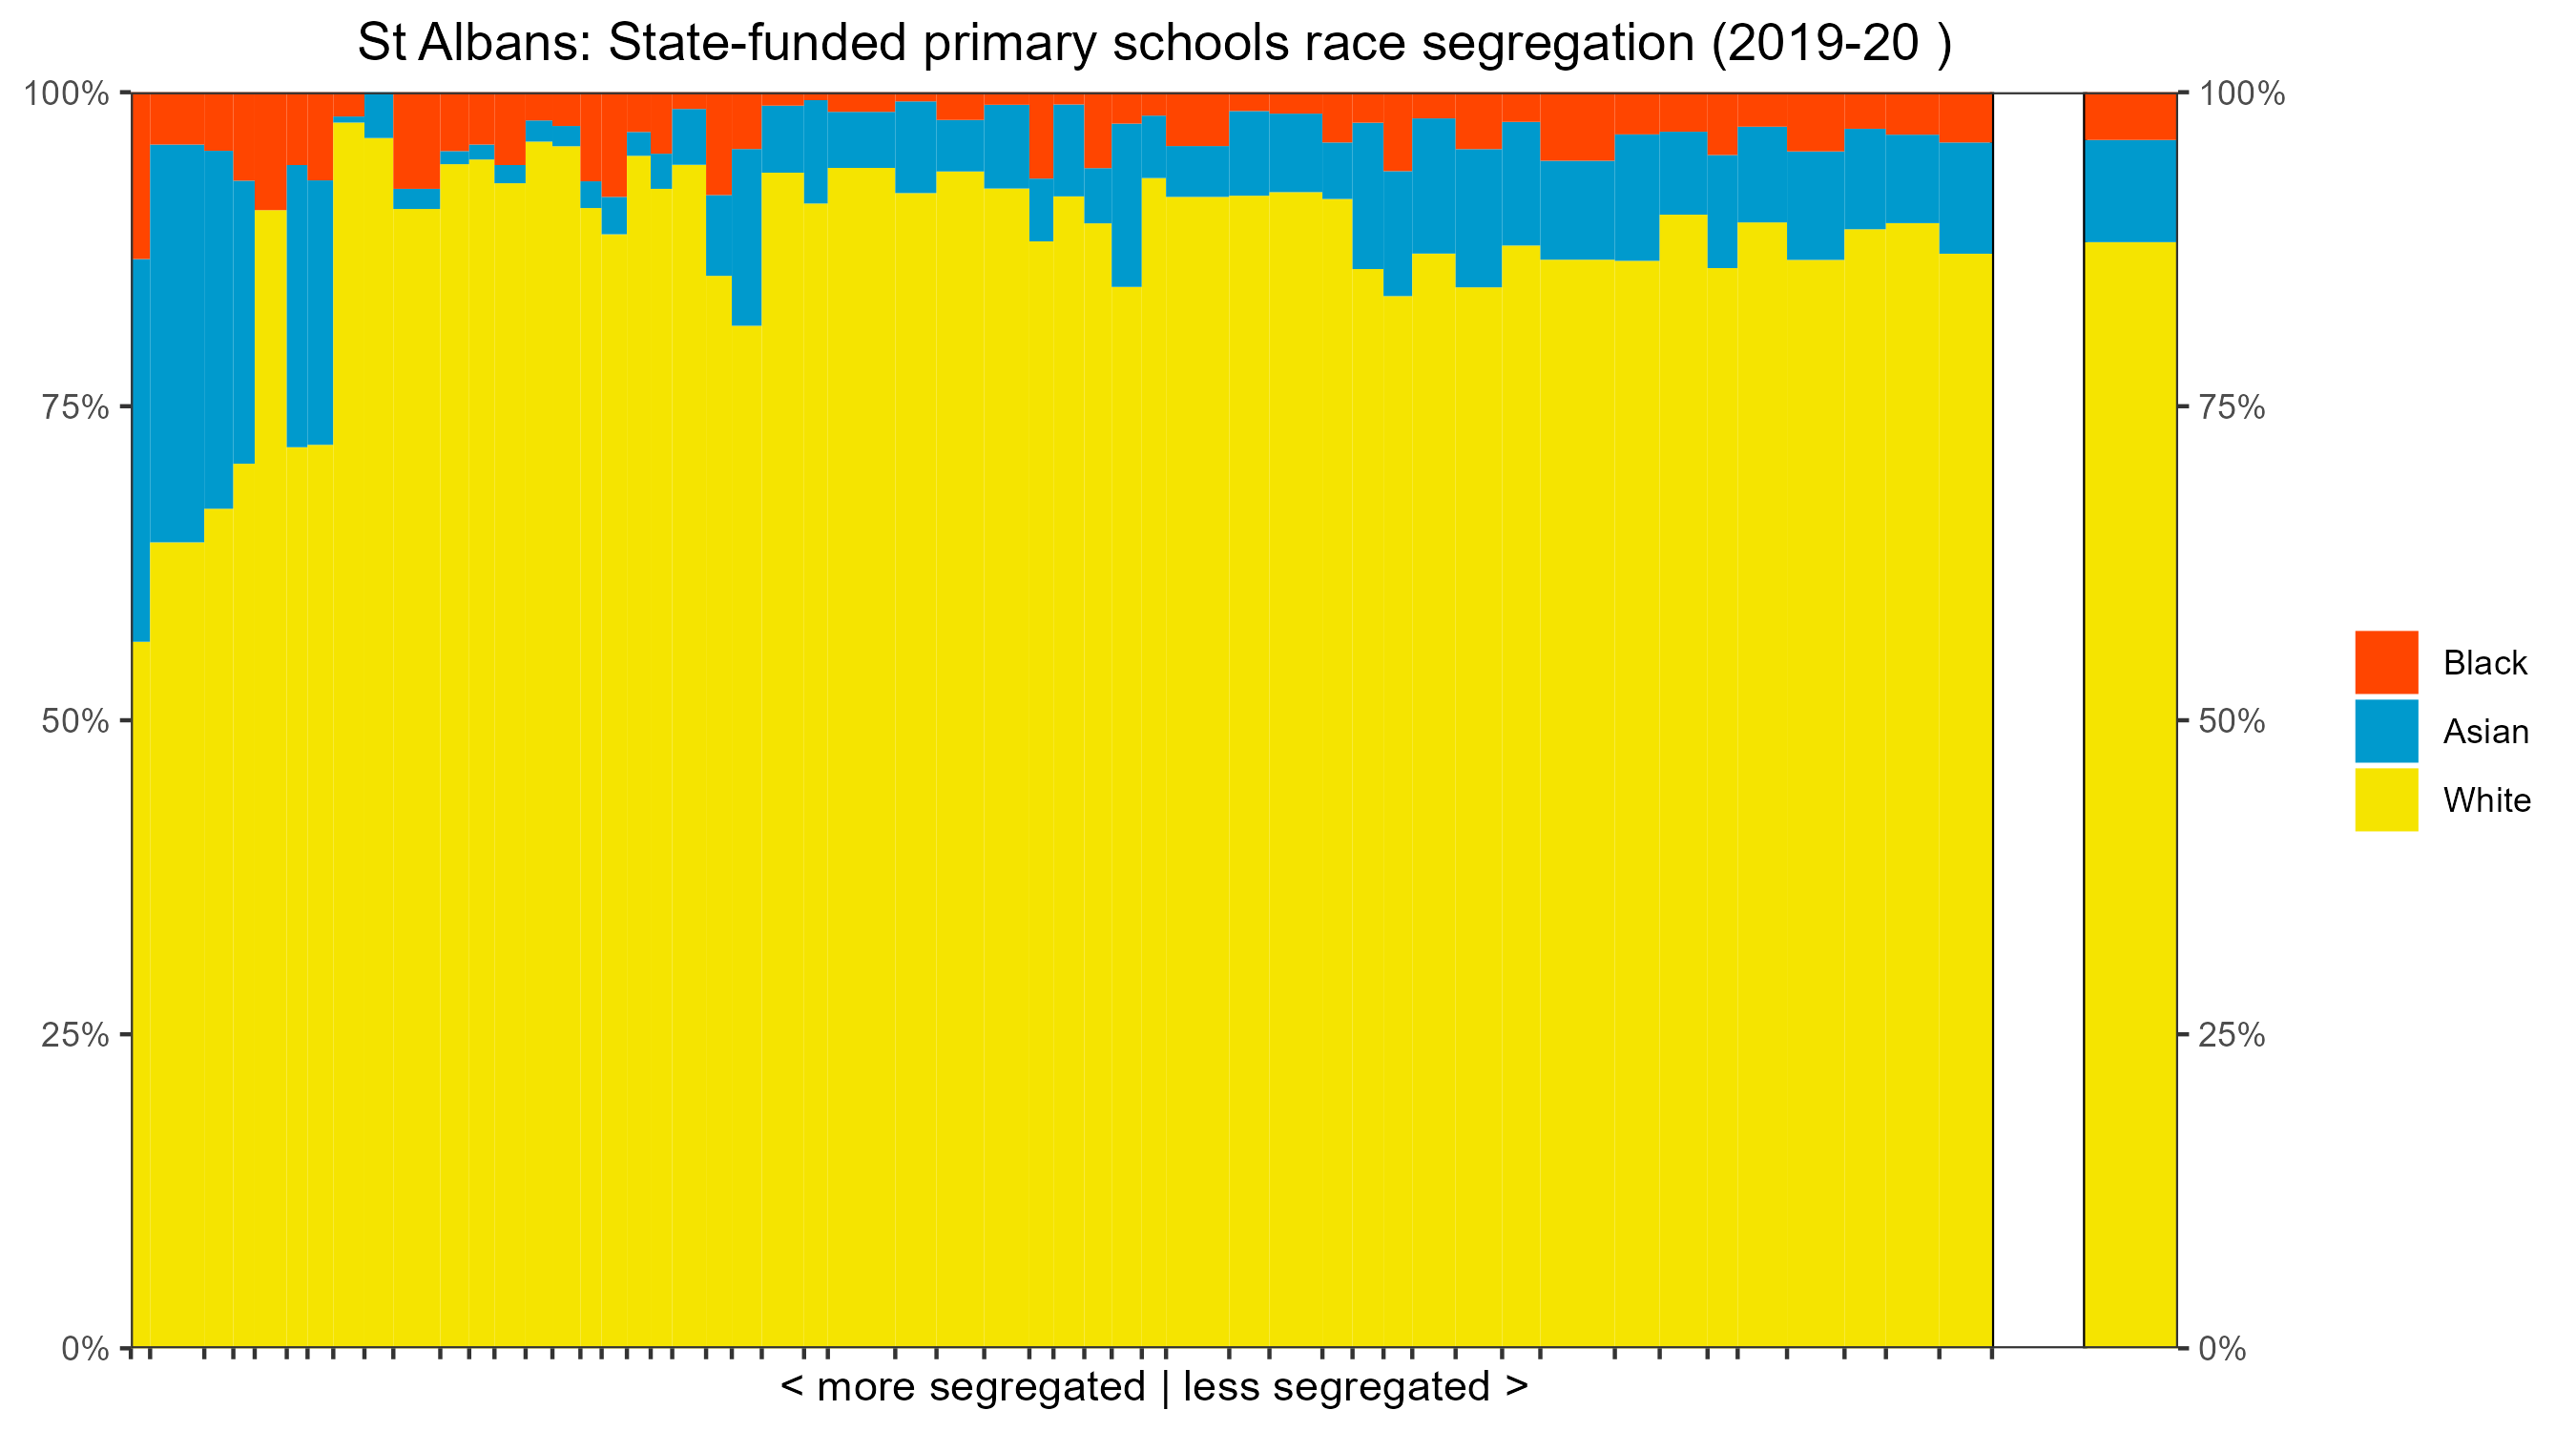 St Albans: State-funded primary schools race segregation (2019-20 )
100%
75%
50%
25%
0%
100%
75%
50%
25%
0%
Black
Asian
White
< more segregated | less segregated >